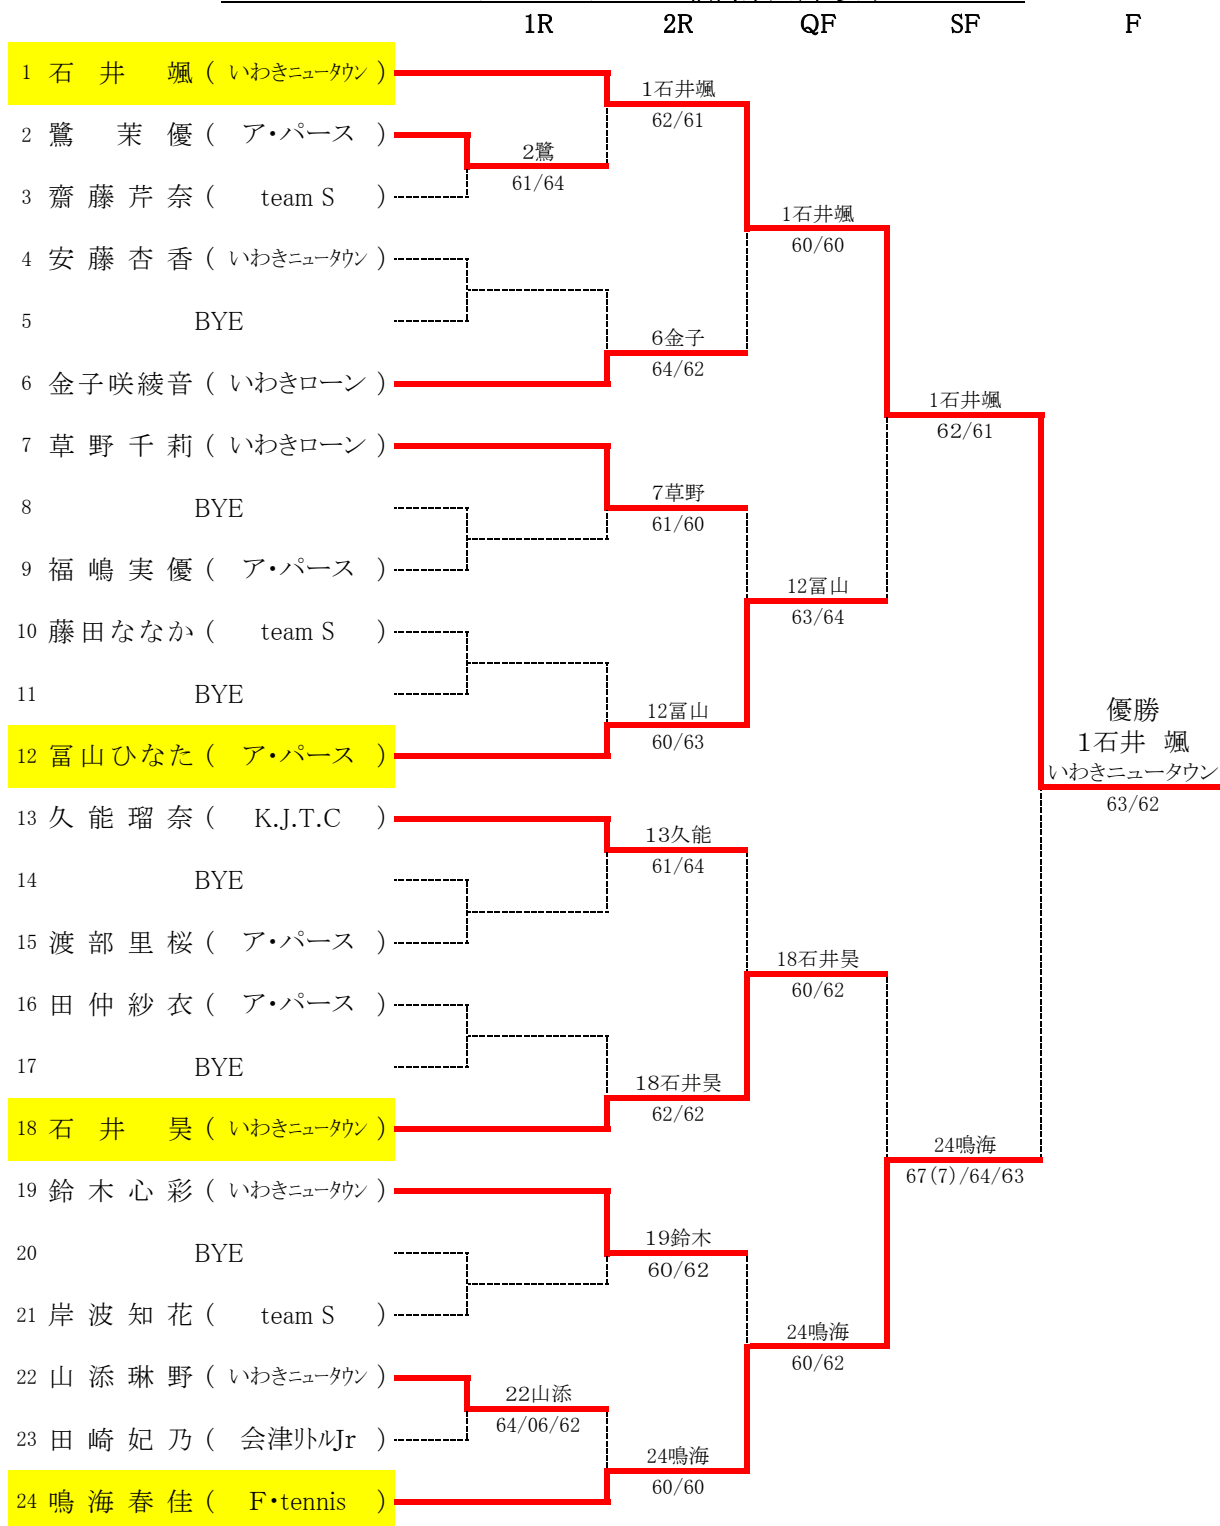 1R 2R QF SF F
1 石井 颯 ( いわきニュータウン )
1石井颯
62/61
2 鷺 茉優 ( ア・パース )
2鷺
61/64
3 齋藤芹奈 ( team S )
1石井颯
60/60
4 安藤杏香 ( いわきニュータウン )
5 BYE
6金子
64/62
6 金子咲綾音 ( いわきローン )
1石井颯
62/61
7 草野千莉 ( いわきローン )
7草野
61/60
8 BYE
9 福嶋実優 ( ア・パース )
12冨山
63/64
10 藤田ななか ( team S )
11 BYE
12冨山
60/63
12 冨山ひなた ( ア・パース )
優勝
1石井 颯
いわきニュータウン
63/62
13 久能瑠奈 ( K.J.T.C )
13久能
61/64
14 BYE
15 渡部里桜 ( ア・パース )
18石井昊
60/62
16 田仲紗衣 ( ア・パース )
17 BYE
18石井昊
62/62
18 石井 昊 ( いわきニュータウン )
24鳴海
67(7)/64/63
19 鈴木心彩 ( いわきニュータウン )
19鈴木
60/62
20 BYE
21 岸波知花 ( team S )
24鳴海
60/62
22 山添琳野 ( いわきニュータウン )
22山添
64/06/62
23 田崎妃乃 ( 会津リトルJr )
24鳴海
60/60
24 鳴海春佳 ( F・tennis )